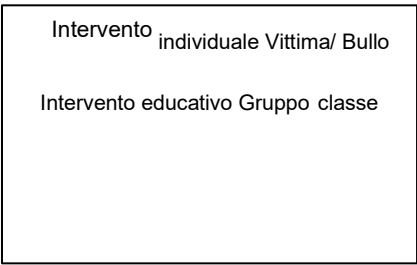 Intervento individuale Vittima/ Bullo
Intervento educativo Gruppo classe